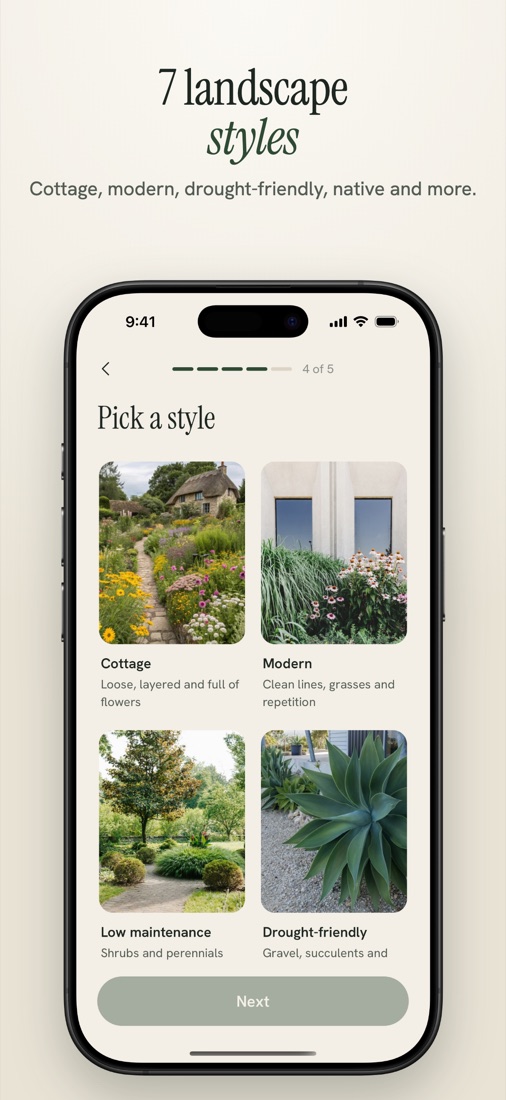 7 landscape
styles
Cottage, modern, drought-friendly, native and more.
9:41
4 of 5
Pick a style
Cottage
Loose, layered and full of
flowers
Modern
Clean lines, grasses and
repetition
Low maintenance
Shrubs and perennials
Drought-friendly
Gravel, succulents and
Next